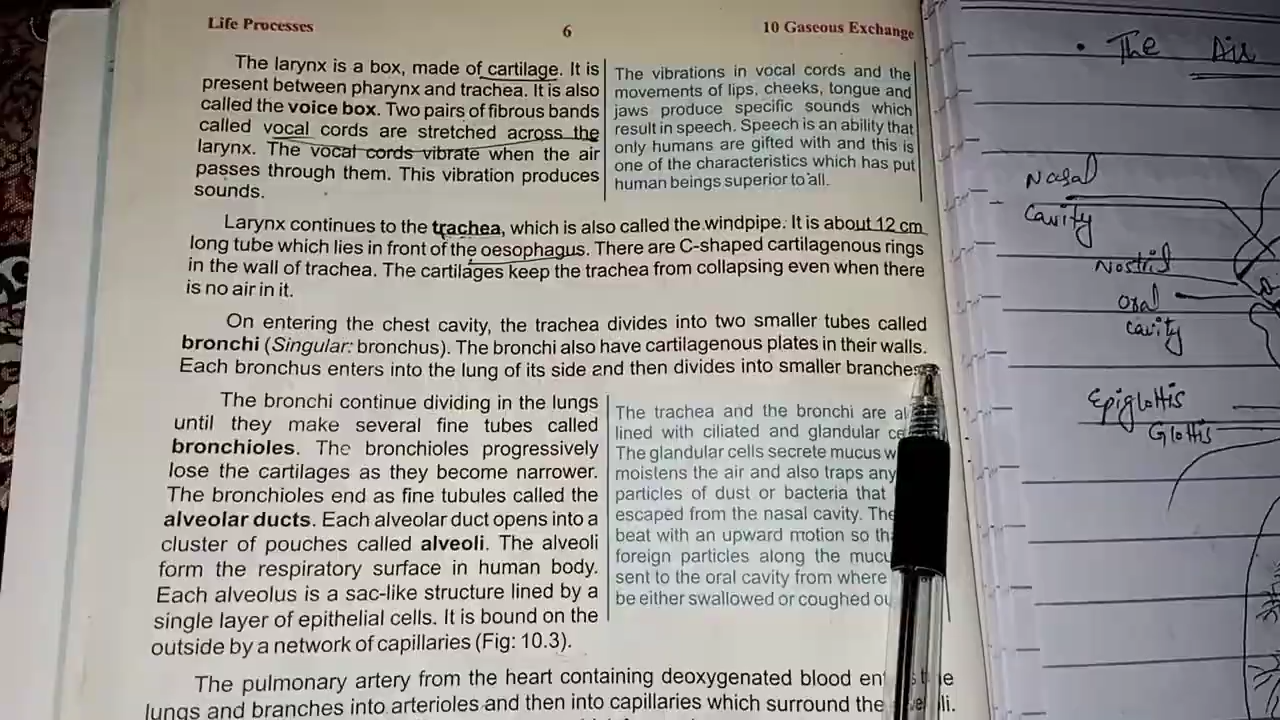 Life Processes 6 10 Gaseous Exchange
The larynx is a box, made of cartilage. It is
present between pharynx and trachea. It is also
called the voice box. Two pairs of fibrous bands
called vocal cords are stretched across the
larynx. The vocal cords vibrate when the air
passes through them. This vibration produces
sounds.
The vibrations in vocal cords and the
movements of lips, cheeks, tongue and
jaws produce specific sounds which
result in speech. Speech is an ability that
only humans are gifted with and this is
one of the characteristics which has put
human beings superior to all.
Larynx continues to the trachea, which is also called the windpipe. It is about 12 cm
long tube which lies in front of the oesophagus. There are C-shaped cartilagenous rings
in the wall of trachea. The cartilages keep the trachea from collapsing even when there
is no air in it.
On entering the chest cavity, the trachea divides into two smaller tubes called
bronchi (Singular: bronchus). The bronchi also have cartilagenous plates in their walls.
Each bronchus enters into the lung of its side and then divides into smaller branches
The bronchi continue dividing in the lungs
until they make several fine tubes called
bronchioles. The bronchioles progressively
lose the cartilages as they become narrower.
The bronchioles end as fine tubules called the
alveolar ducts. Each alveolar duct opens into a
cluster of pouches called alveoli. The alveoli
form the respiratory surface in human body.
Each alveolus is a sac-like structure lined by a
single layer of epithelial cells. It is bound on the
outside by a network of capillaries (Fig: 10.3).
The trachea and the bronchi are al
lined with ciliated and glandular ce
The glandular cells secrete mucus w
moistens the air and also traps any
particles of dust or bacteria that
escaped from the nasal cavity. The
beat with an upward motion so th
foreign particles along the mucu
sent to the oral cavity from where
be either swallowed or coughed ou
The pulmonary artery from the heart containing deoxygenated blood
lungs and branches into arterioles and then into capillaries which surround the
• The Air
Nasal
Cavity
Nostril
Oral
cavity
Epiglottis
Glottis